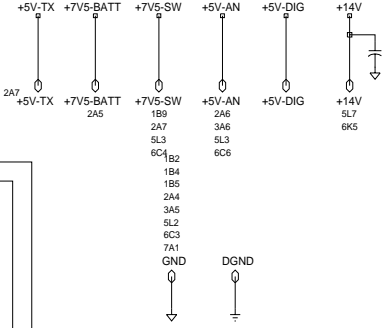 +5V-TX +7V5-BATT +7V5-SW +5V-AN +5V-DIG +14V
2A7
+5V-TX +7V5-BATT +7V5-SW +5V-AN +5V-DIG +14V
2A5 1B9 2A6 5L7
2A7 3A6 6K5
5L3 5L3
6C4 6C6
1B2
1B4
1B5
2A4
3A5
5L2
6C3
7A1
GND DGND